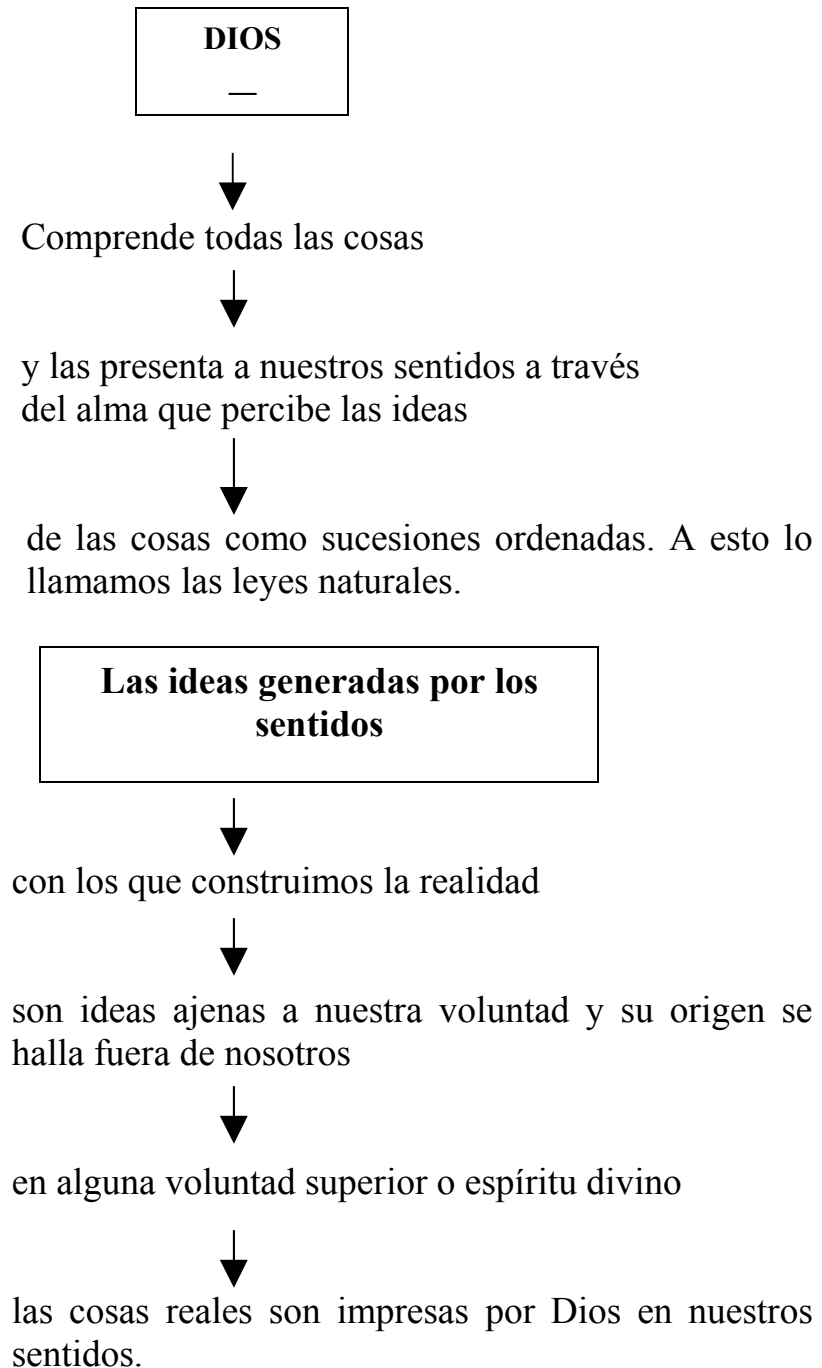 DIOS
—
Comprende todas las cosas
y las presenta a nuestros sentidos a través
del alma que percibe las ideas
de las cosas como sucesiones ordenadas. A esto lo
llamamos las leyes naturales.
Las ideas generadas por los
sentidos
con los que construimos la realidad
son ideas ajenas a nuestra voluntad y su origen se
halla fuera de nosotros
en alguna voluntad superior o espíritu divino
las cosas reales son impresas por Dios en nuestros
sentidos.